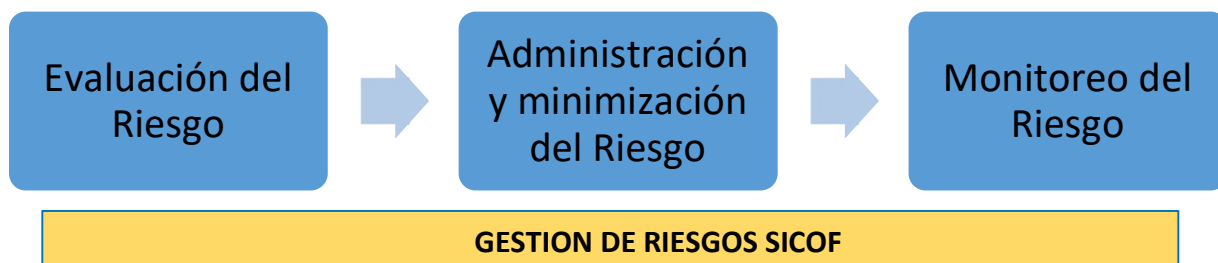 Evaluación del
Riesgo
Administración
y minimización
del Riesgo
Monitoreo del
Riesgo
GESTION DE RIESGOS SICOF